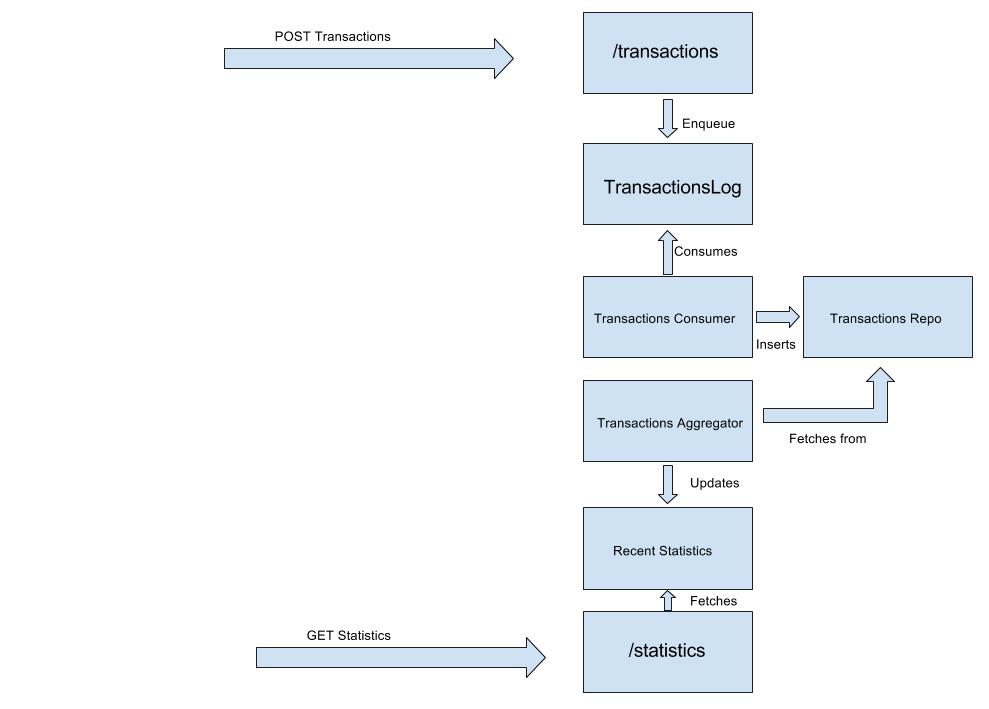 POST Transactions
/transactions
Enqueue
TransactionsLog
Consumes
Transactions Consumer
Transactions Repo
Inserts
Transactions Aggregator
Fetches from
Updates
Recent Statistics
Fetches
GET Statistics
/statistics